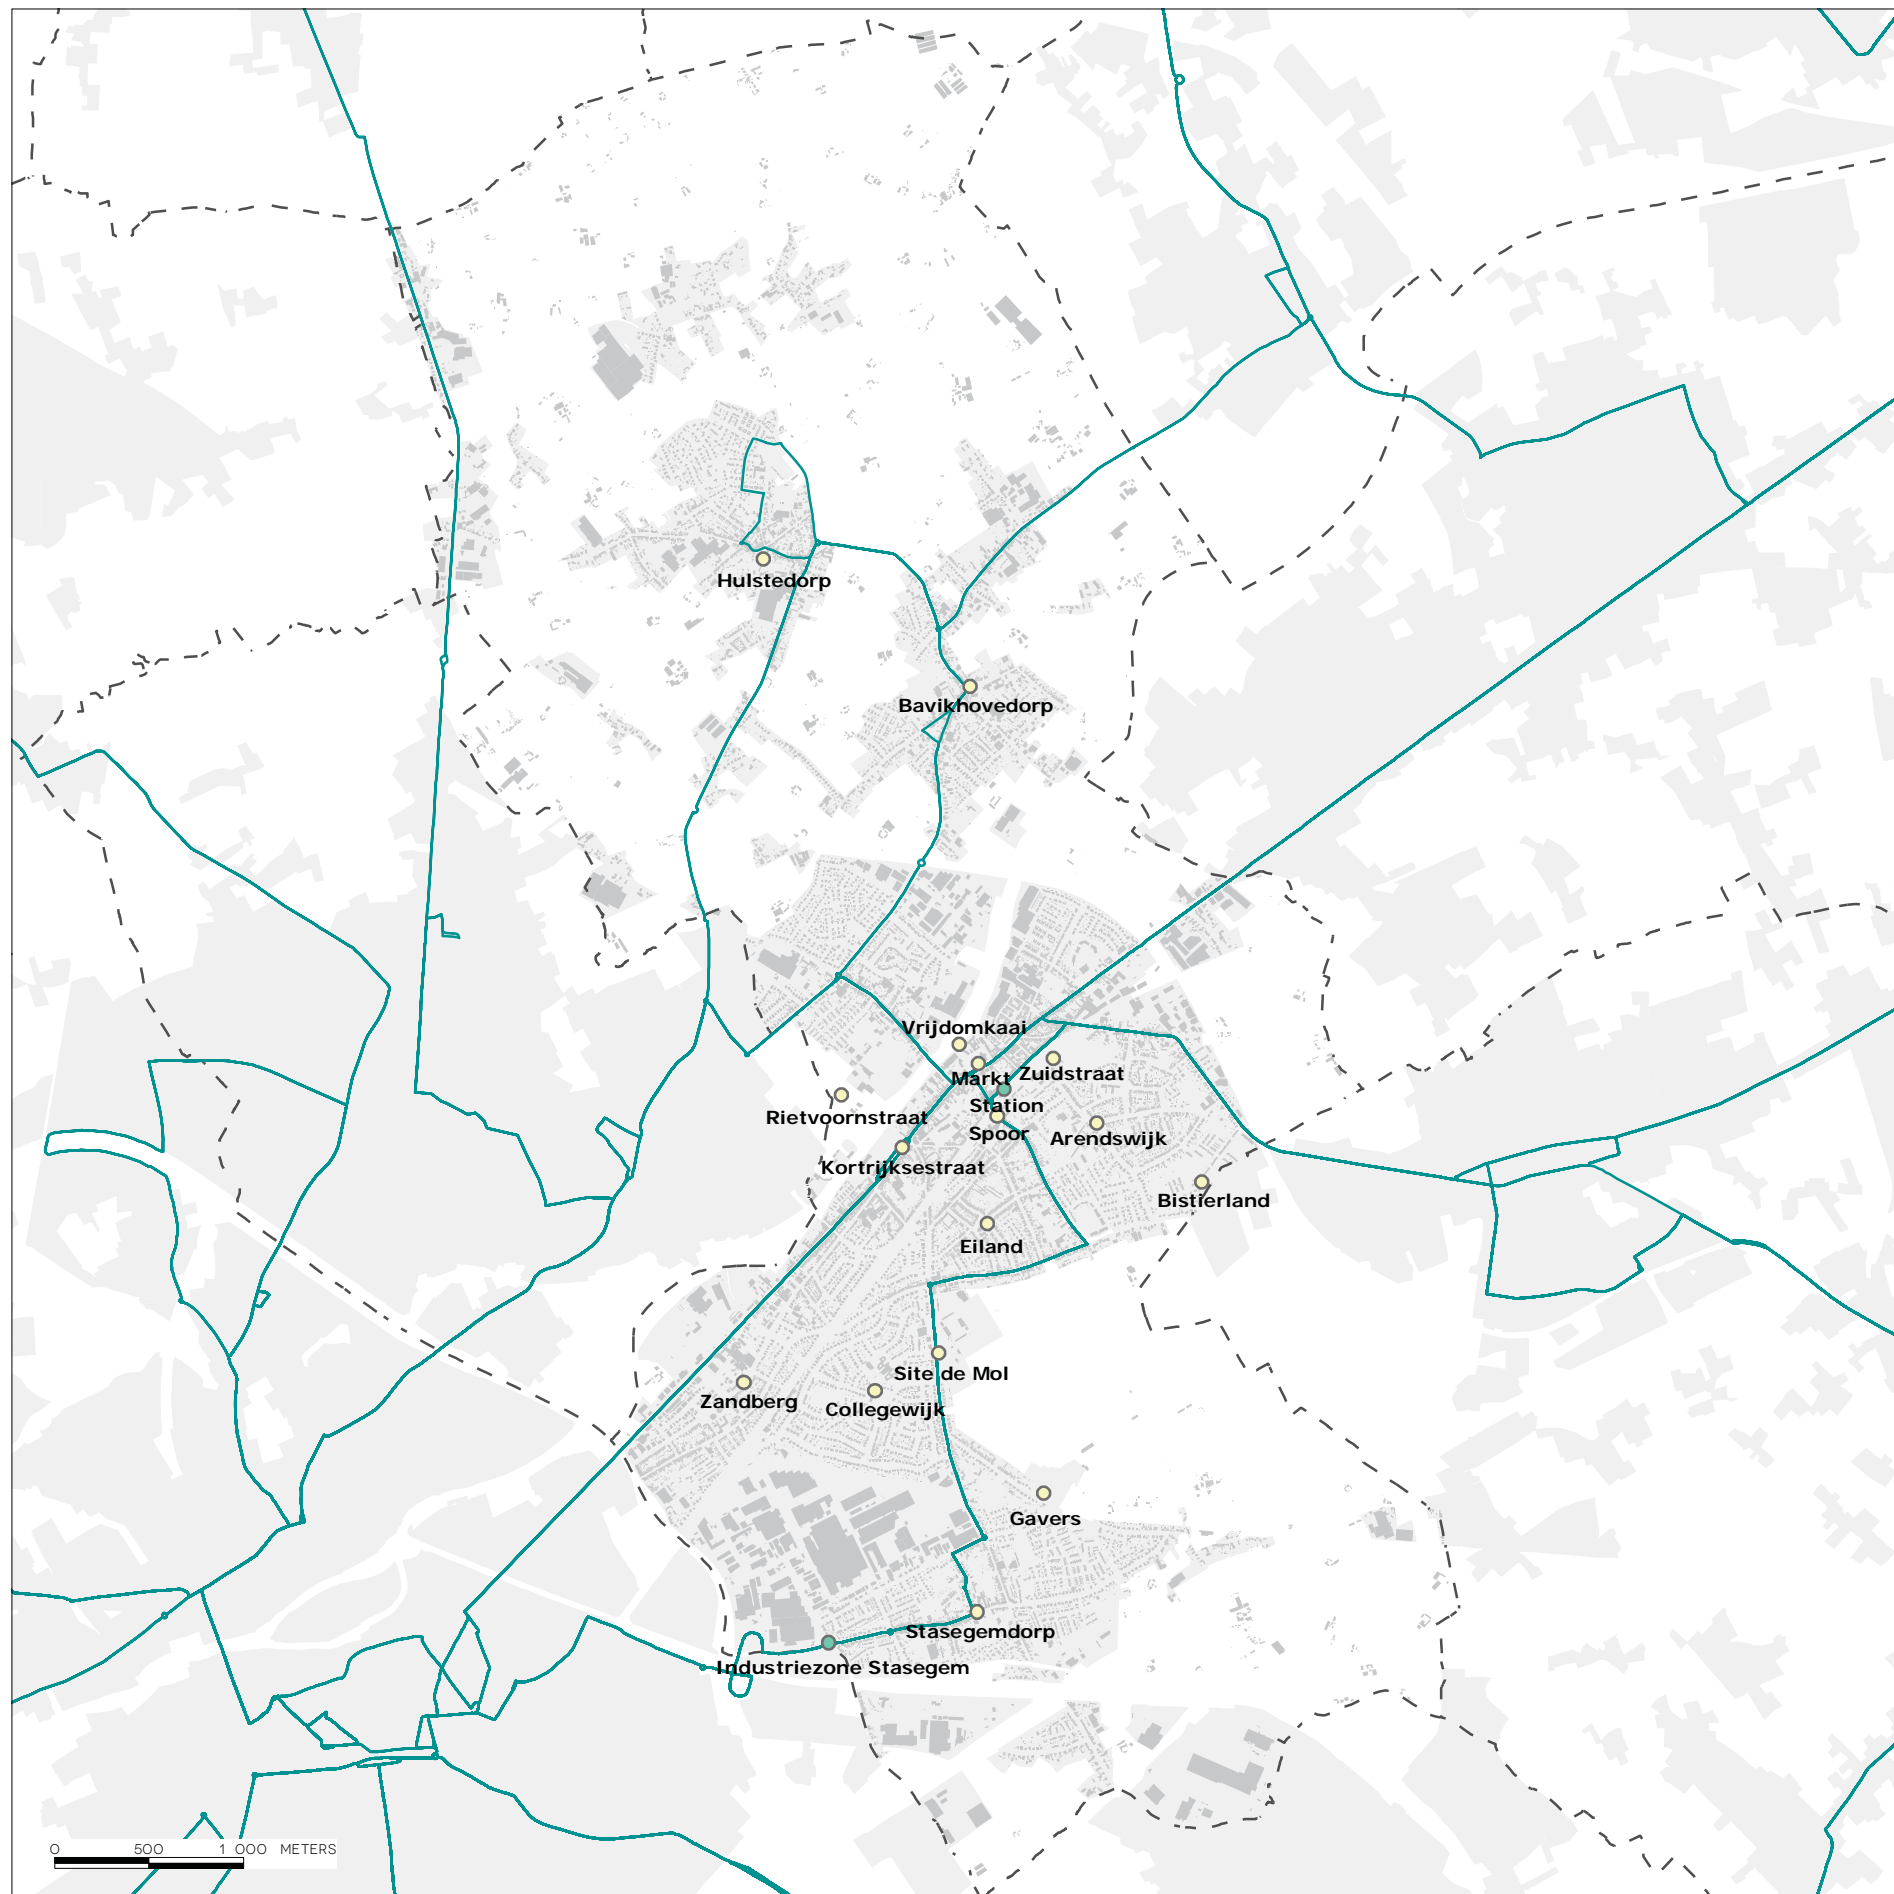 Hulstedorp
Bavikhovedorp
Vrijdomkaai
Markt
Zuidstraat
Station
Rietvoornstraat
Spoor
Arendswijk
Kortrijksestraat
Bistierland
Eiland
Site de Mol
Zandberg
Collegewijk
Gavers
Stasegemdorp
Industriezone Stasegem
0 500 1 000 METERS